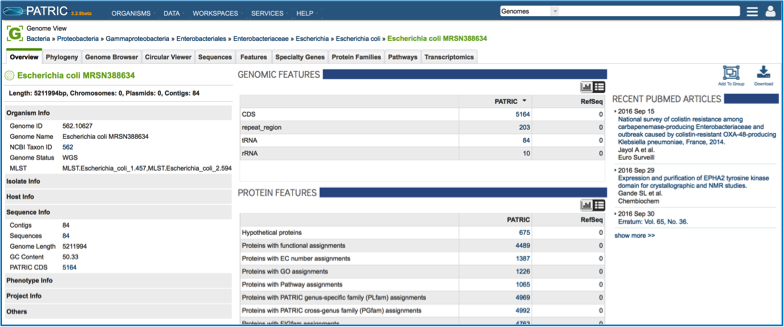 PATRIC 3.2.8beta ORGANISMS DATA WORKSPACES SERVICES HELP Genomes
Genome View
Bacteria » Proteobacteria » Gammaproteobacteria » Enterobacteriales » Enterobacteriaceae » Escherichia » Escherichia coli » Escherichia coli MRSN388634
Overview Phylogeny Genome Browser Circular Viewer Sequences Features Specialty Genes Protein Families Pathways Transcriptomics
Escherichia coli MRSN388634
Length: 5211994bp, Chromosomes: 0, Plasmids: 0, Contigs: 84
Organism Info
Genome ID 562.10627
Genome Name Escherichia coli MRSN388634
NCBI Taxon ID 562
Genome Status WGS
MLST MLST.Escherichia_coli_1.457,MLST.Escherichia_coli_2.594
Isolate Info
Host Info
Sequence Info
Contigs 84
Sequences 84
Genome Length 5211994
GC Content 50.33
PATRIC CDS 5164
Phenotype Info
Project Info
Others
GENOMIC FEATURES
PATRIC RefSeq
CDS 5164 0
repeat_region 203 0
tRNA 84 0
rRNA 10 0
PROTEIN FEATURES
PATRIC RefSeq
Hypothetical proteins 675 0
Proteins with functional assignments 4489 0
Proteins with EC number assignments 1387 0
Proteins with GO assignments 1226 0
Proteins with Pathway assignments 1065 0
Proteins with PATRIC genus-specific family (PLfam) assignments 4969 0
Proteins with PATRIC cross-genus family (PGfam) assignments 4992 0
Proteins with FIGfam assignments 4763 0
Add To Group Download
RECENT PUBMED ARTICLES
2016 Sep 15
National survey of colistin resistance among
carbapenemase-producing Enterobacteriaceae and
outbreak caused by colistin-resistant OXA-48-producing
Klebsiella pneumoniae, France, 2014.
Jayol A et al.
Euro Surveill
2016 Sep 29
Expression and purification of EPHA2 tyrosine kinase
domain for crystallographic and NMR studies.
Gande SL et al.
Chembiochem
2016 Sep 30
Erratum: Vol. 65, No. 36.
show more >>